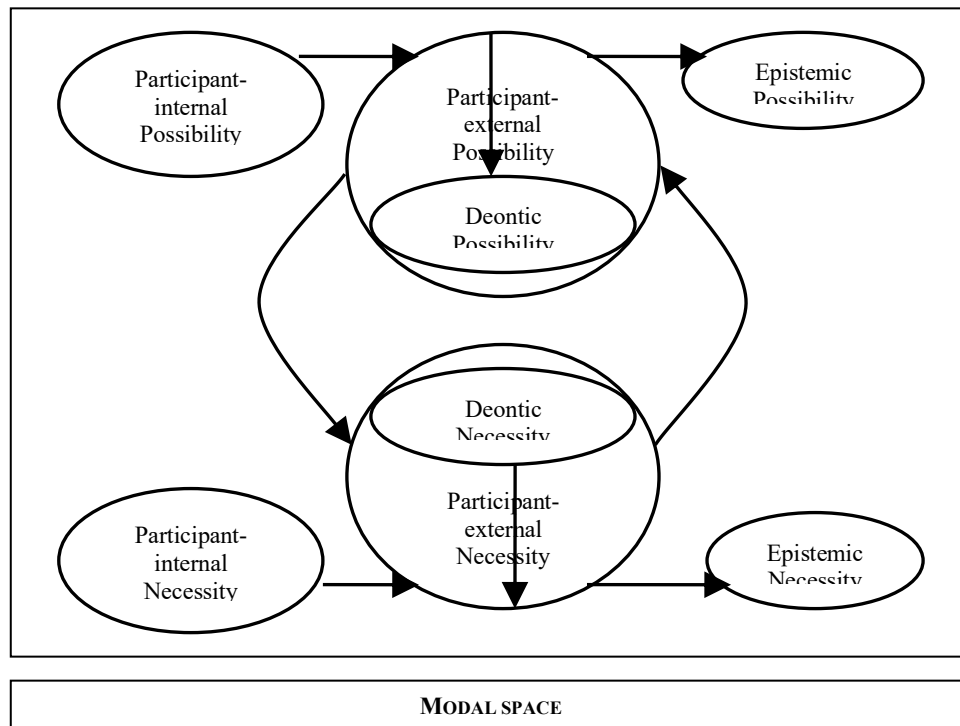 Participant-
internal
Possibility
Participant-
external
Possibility
Epistemic
Possibility
Deontic
Possibility
Deontic
Necessity
Participant-
internal
Necessity
Participant-
external
Necessity
Epistemic
Necessity
MODAL SPACE